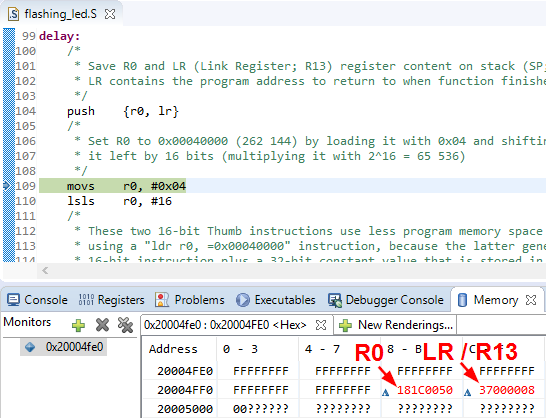 flashing_led.S
99 delay:
100 /*
101 * Save R0 and LR (Link Register; R13) register content on stack (SP;
102 * LR contains the program address to return to when function finishe
103 */
104 push {r0, lr}
105 /*
106 * Set R0 to 0x00040000 (262 144) by loading it with 0x04 and shiftin
107 * it left by 16 bits (multiplying it with 2^16 = 65 536)
108 */
109 movs r0, #0x04
110 lsls r0, #16
111 /*
112 * These two 16-bit Thumb instructions use less program memory space
113 * using a "ldr r0, =0x00040000" instruction, because the latter gene
* 16-bit instruction plus a 32-bit constant value that is stored in
Console Registers Problems Executables Debugger Console Memory
Monitors
0x20004fe0 : 0x20004FE0 <Hex> New Renderings...
0x20004fe0
Address 0 - 3 4 - 7 8 - B C - F
R0 LR / R13
20004FE0 FFFFFFFF FFFFFFFF FFFFFFFF FFFFFFFF
20004FF0 FFFFFFFF FFFFFFFF 181C0050 37000008
20005000 00?????? ???????? ???????? ????????